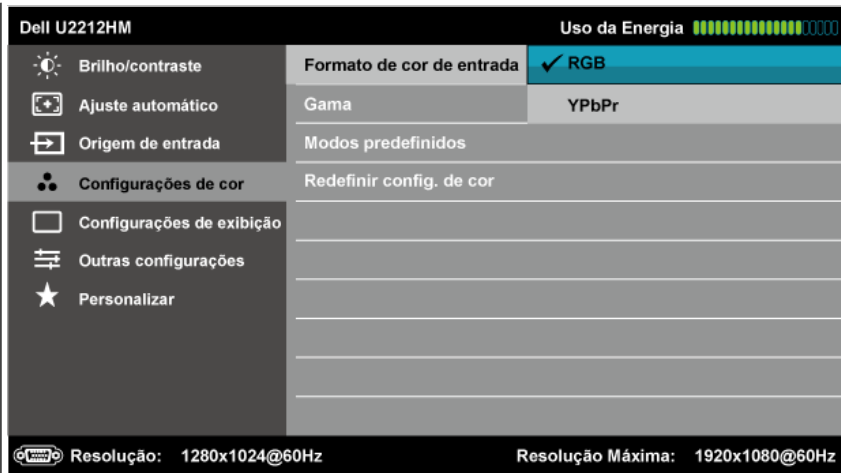 Dell U2212HM Uso da Energia
Brilho/contraste Formato de cor de entrada RGB
Ajuste automático Gama YPbPr
Origem de entrada Modos predefinidos
Configurações de cor Redefinir config. de cor
Configurações de exibição
Outras configurações
Personalizar
Resolução: 1280x1024@60Hz Resolução Máxima: 1920x1080@60Hz